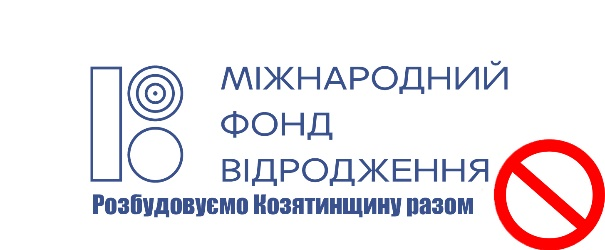 МІЖНАРОДНИЙ
ФОНД
ВІДРОДЖЕННЯ
Розбудовуємо Козятинщину разом